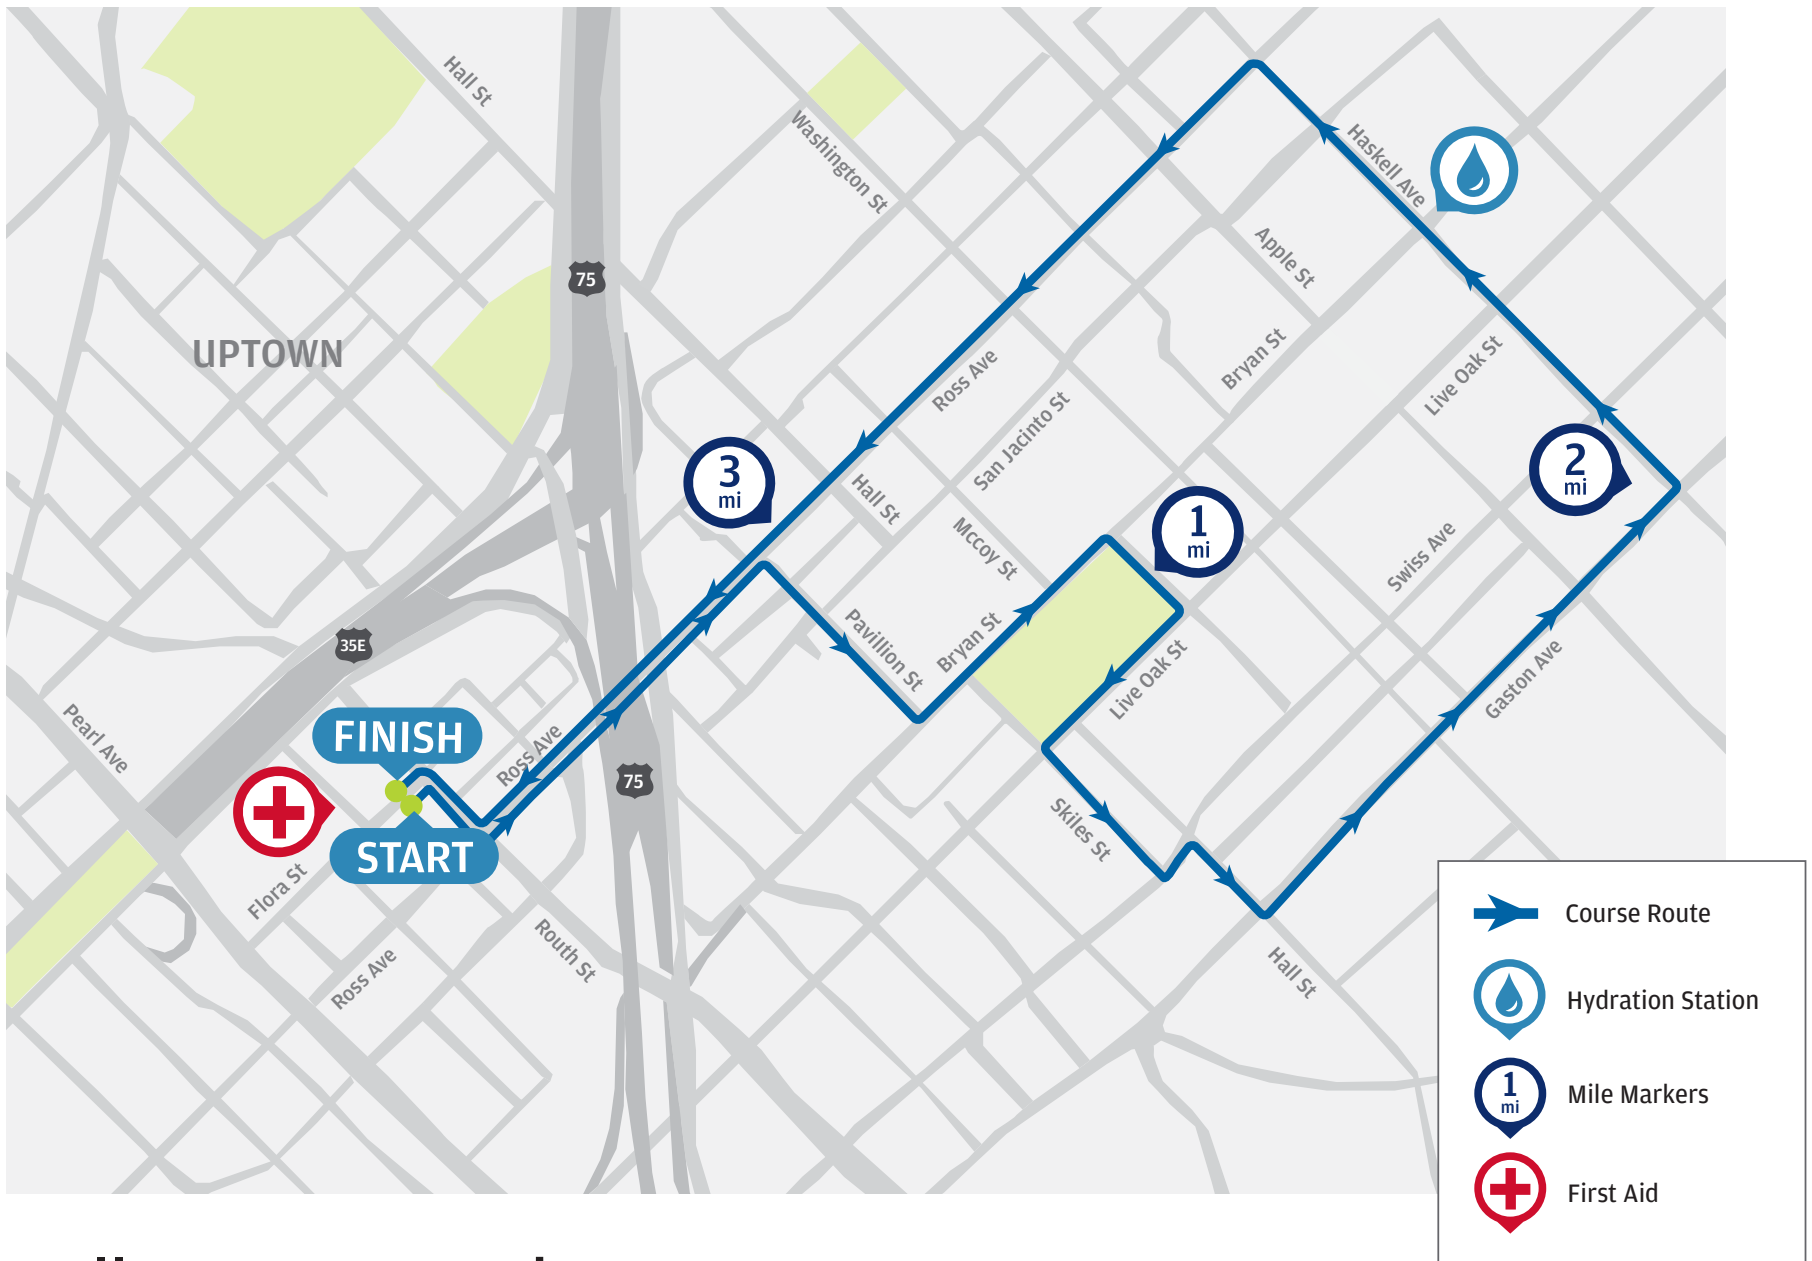 Hall St
Washington St
Haskell Ave
Apple St
75
UPTOWN
Bryan St
Live Oak St
Ross Ave
San Jacinto St
3
mi
Hall St
Mccoy St
1
mi
2
mi
Swiss Ave
35E
Pavillion St
Bryan St
Live Oak St
Gaston Ave
Pearl Ave
FINISH
Ross Ave
75
START
Skiles St
Flora St
Ross Ave
Routh St
Hall St
Course Route
Hydration Station
1
mi
Mile Markers
First Aid